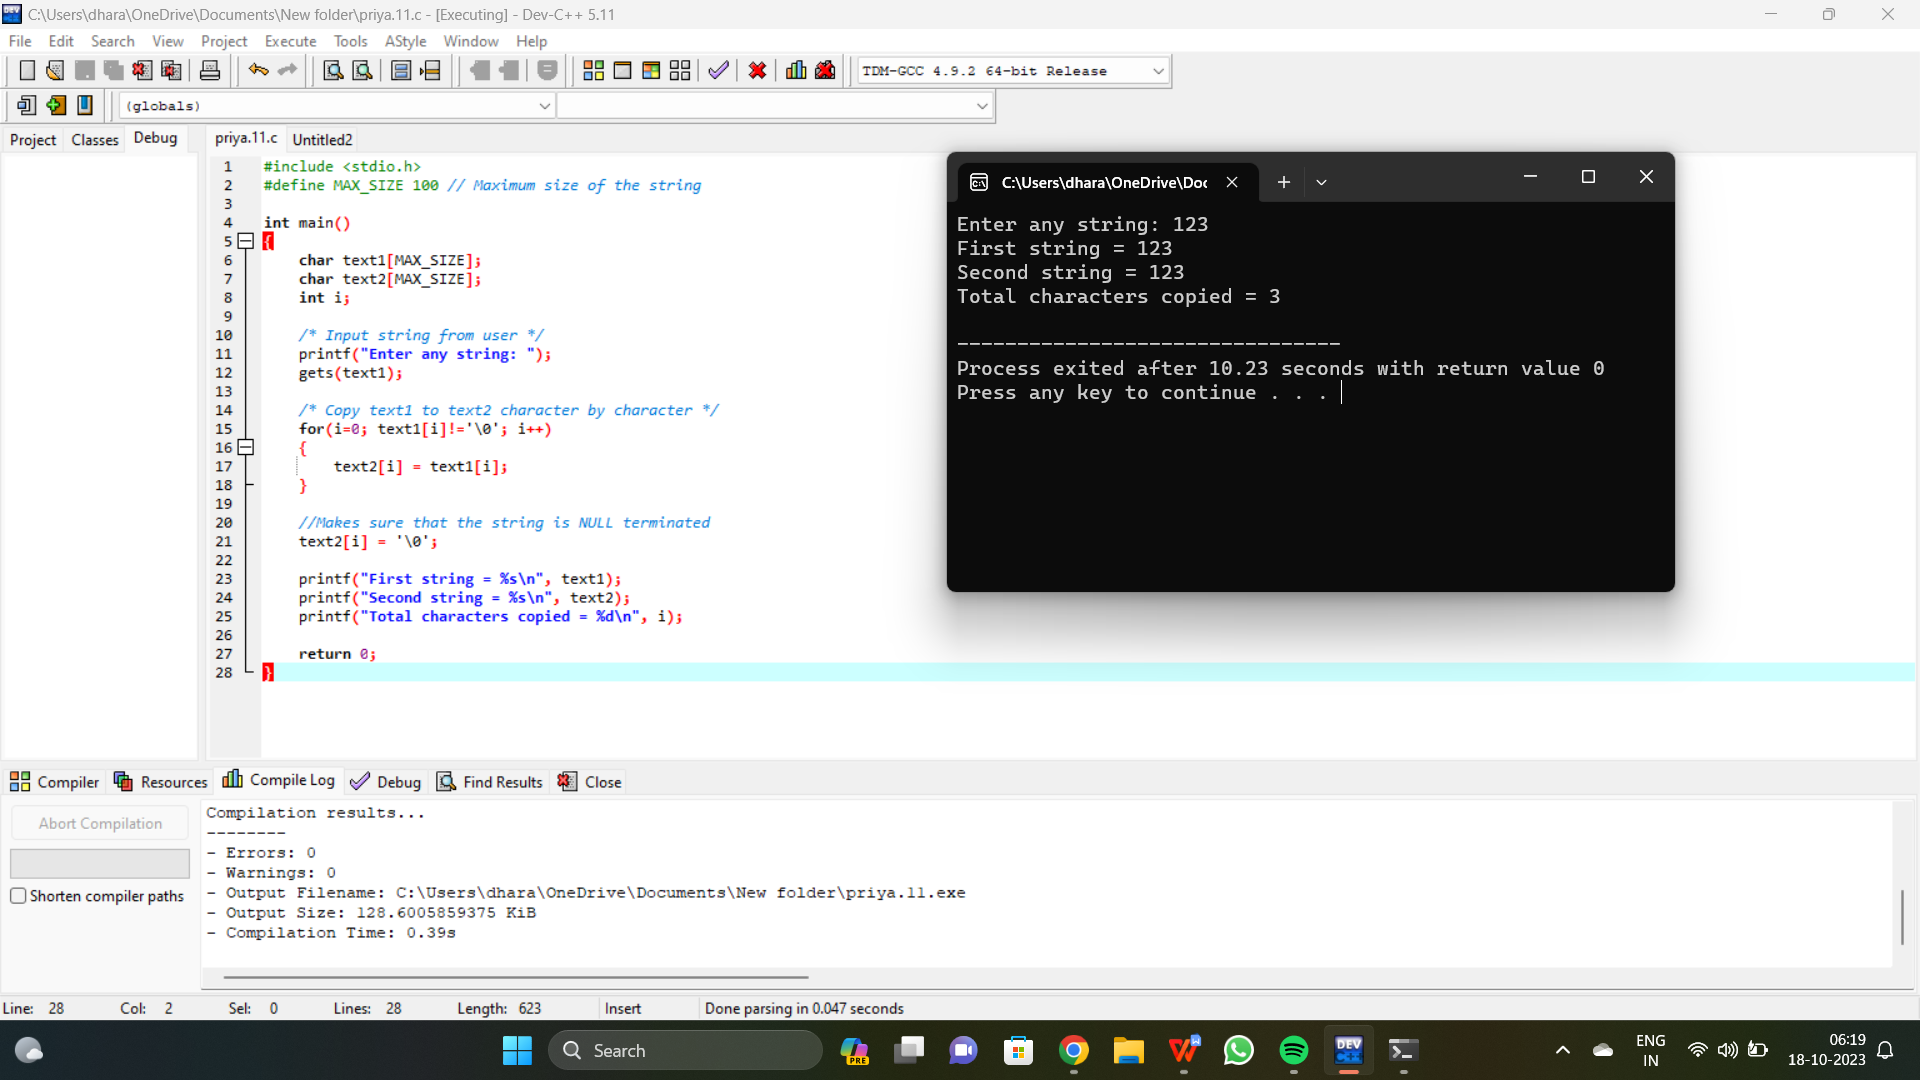 C:\Users\dhara\OneDrive\Documents\New folder\priya.11.c - [Executing] - Dev-C++ 5.11
File Edit Search View Project Execute Tools AStyle Window Help
TDM-GCC 4.9.2 64-bit Release
(globals)
Project Classes Debug
priya.11.c Untitled2
1 #include <stdio.h>
2 #define MAX_SIZE 100 // Maximum size of the string
3
4 int main()
5 {
6 char text1[MAX_SIZE];
7 char text2[MAX_SIZE];
8 int i;
9
10 /* Input string from user */
11 printf("Enter any string: ");
12 gets(text1);
13
14 /* Copy text1 to text2 character by character */
15 for(i=0; text1[i]!='\0'; i++)
16 {
17 text2[i] = text1[i];
18 }
19
20 //Makes sure that the string is NULL terminated
21 text2[i] = '\0';
22
23 printf("First string = %s\n", text1);
24 printf("Second string = %s\n", text2);
25 printf("Total characters copied = %d\n", i);
26
27 return 0;
28 }
C:\Users\dhara\OneDrive\Doc
Enter any string: 123
First string = 123
Second string = 123
Total characters copied = 3
--------------------------------
Process exited after 10.23 seconds with return value 0
Press any key to continue . . .
Compiler Resources Compile Log Debug Find Results Close
Abort Compilation
Shorten compiler paths
Compilation results...
--------
- Errors: 0
- Warnings: 0
- Output Filename: C:\Users\dhara\OneDrive\Documents\New folder\priya.11.exe
- Output Size: 128.6005859375 KiB
- Compilation Time: 0.39s
Line: 28 Col: 2 Sel: 0 Lines: 28 Length: 623 Insert Done parsing in 0.047 seconds
Search
PRE
DEV
C++
ENG
IN
06:19
18-10-2023